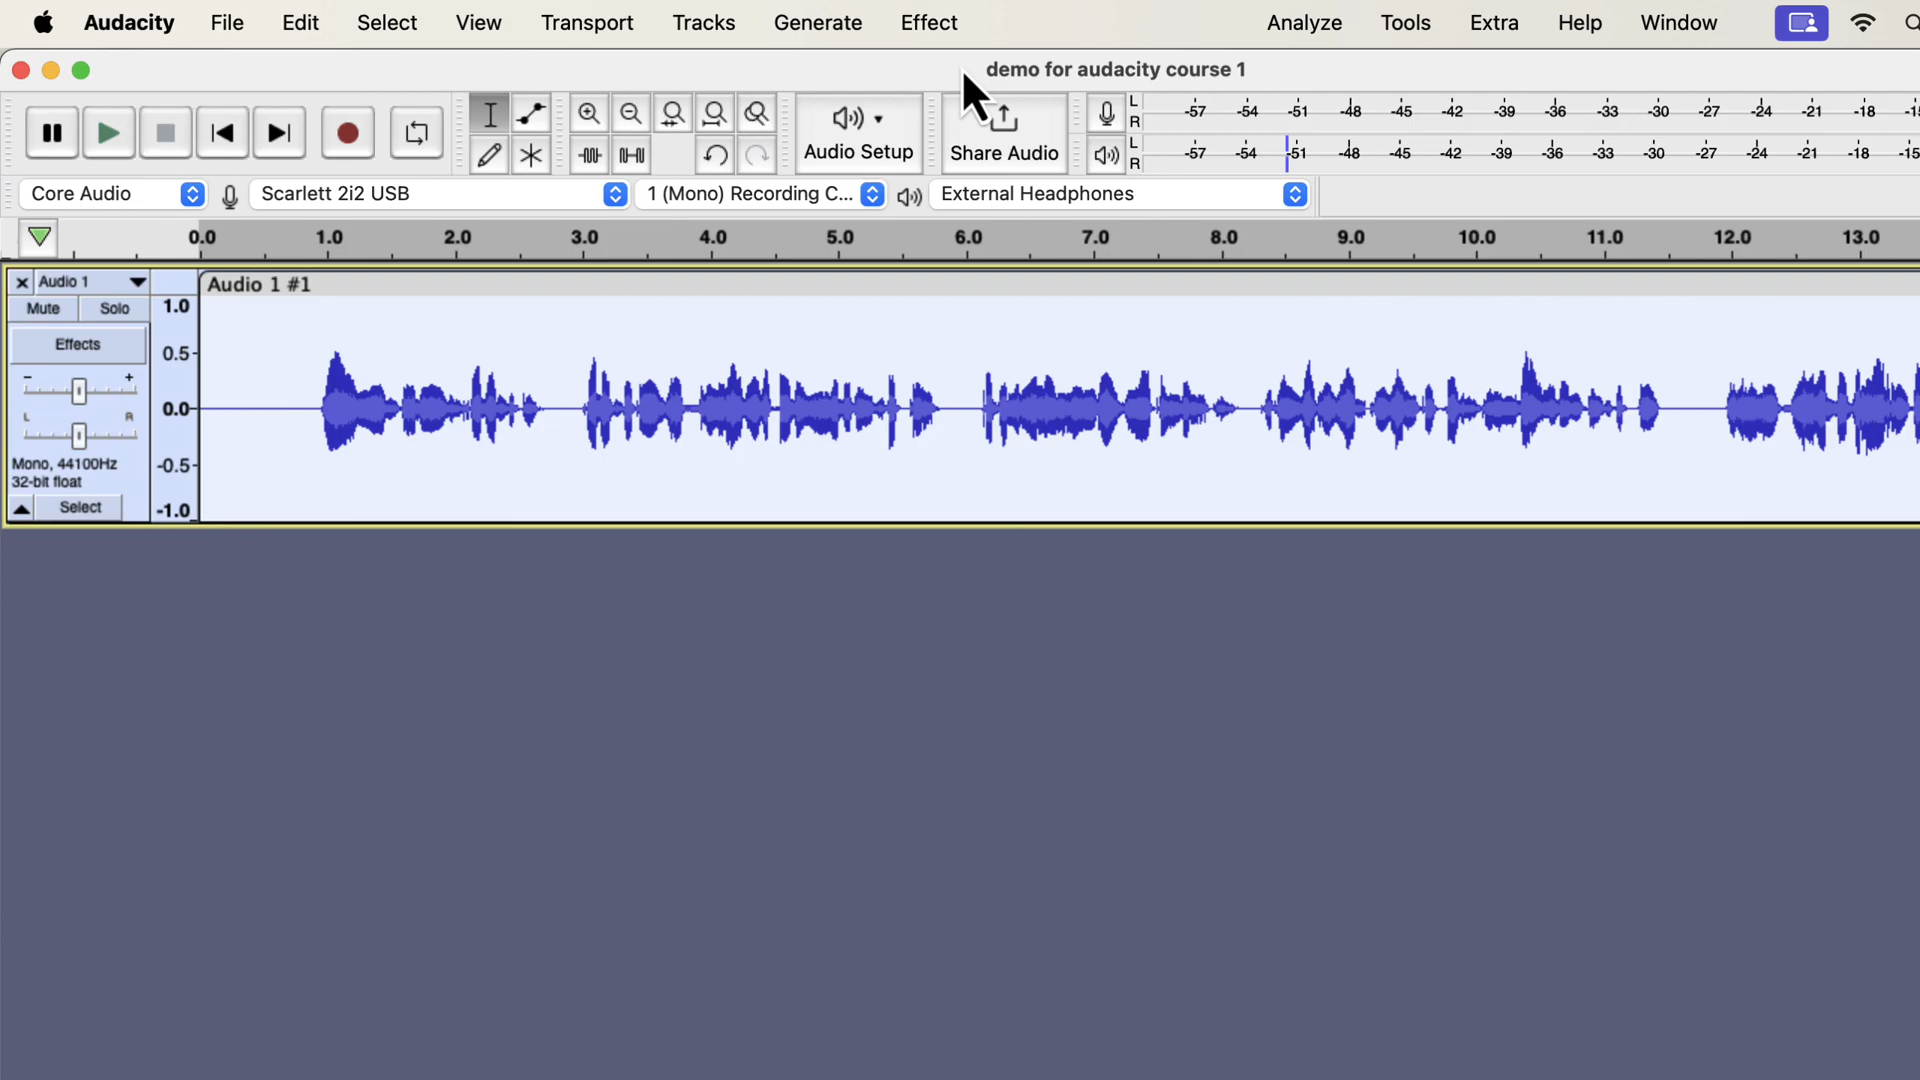 Audacity File Edit Select View Transport Tracks Generate Effect Analyze Tools Extra Help Window
demo for audacity course 1
L -57 -54 -51 -48 -45 -42 -39 -36 -33 -30 -27 -24 -21 -18
R
Audio Setup Share Audio
L -57 -54 -51 -48 -45 -42 -39 -36 -33 -30 -27 -24 -21 -18 -15
R
Core Audio Scarlett 2i2 USB 1 (Mono) Recording C... External Headphones
0.0 1.0 2.0 3.0 4.0 5.0 6.0 7.0 8.0 9.0 10.0 11.0 12.0 13.0
Audio 1 Audio 1 #1
Mute Solo 1.0
Effects 0.5
- +
L R 0.0
Mono, 44100Hz -0.5
32-bit float
Select -1.0